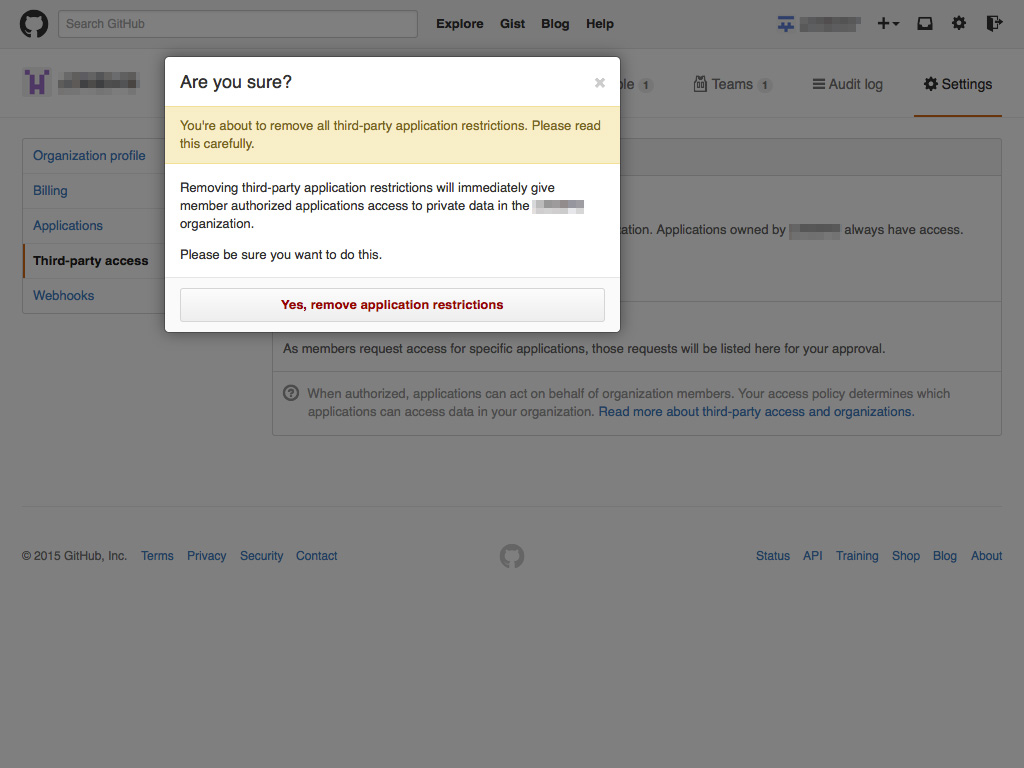 Search GitHub
Explore Gist Blog Help
Are you sure?
1
Teams 1
Audit log
Settings
You're about to remove all third-party application restrictions. Please read
this carefully.
Removing third-party application restrictions will immediately give
member authorized applications access to private data in the
organization.
Please be sure you want to do this.
Yes, remove application restrictions
Organization profile
Billing
Applications
Third-party access
Webhooks
Applications owned by always have access.
As members request access for specific applications, those requests will be listed here for your approval.
When authorized, applications can act on behalf of organization members. Your access policy determines which
applications can access data in your organization. Read more about third-party access and organizations.
© 2015 GitHub, Inc. Terms Privacy Security Contact
Status API Training Shop Blog About